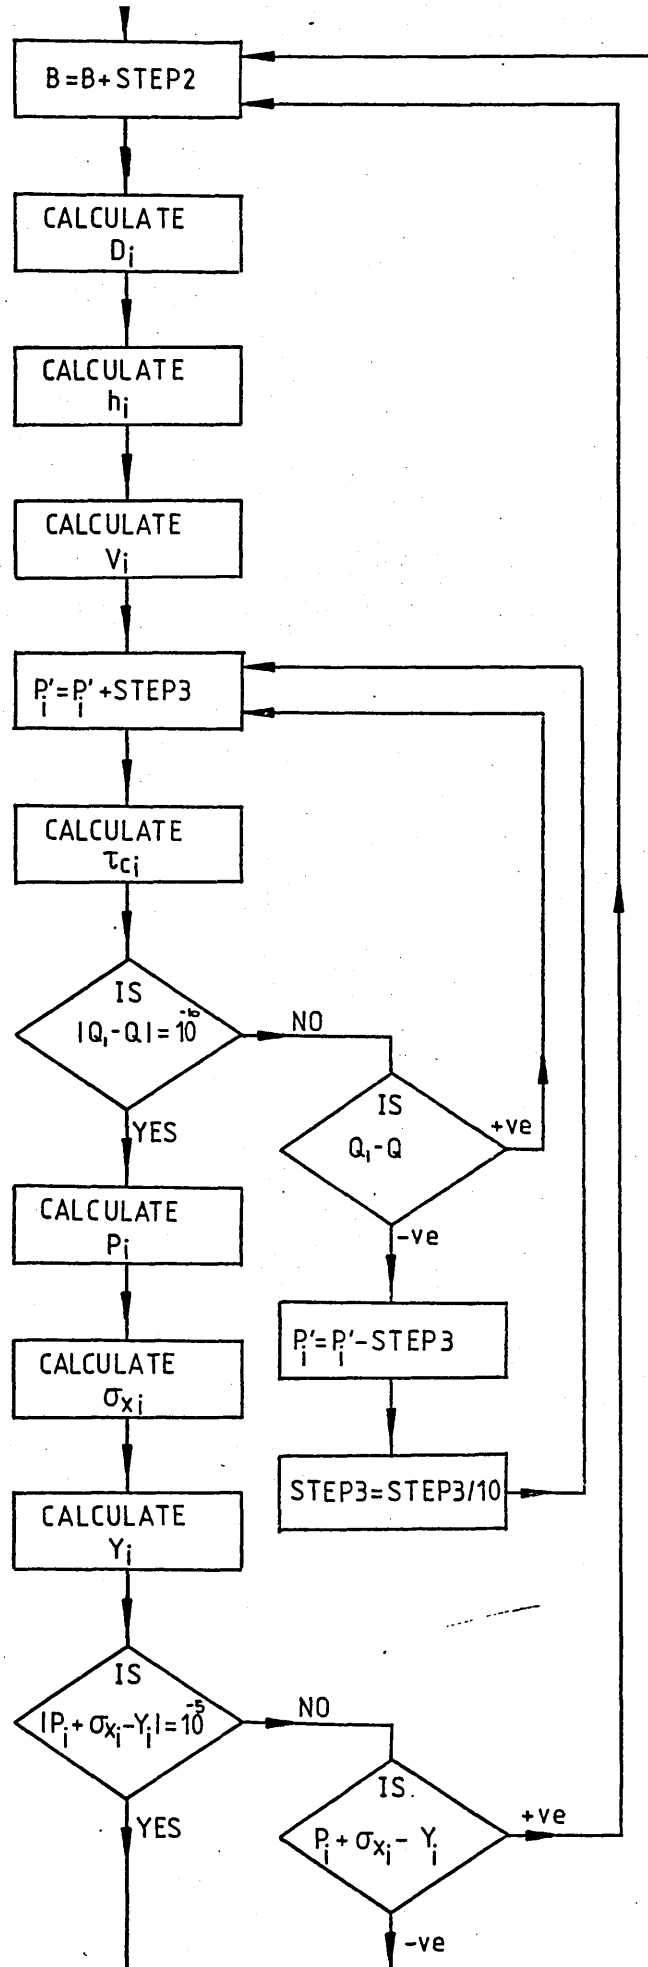 B=B+STEP2
CALCULATE
Di
CALCULATE
hi
CALCULATE
Vi
Pi'=Pi'+STEP3
CALCULATE
τci
IS
|Q₁-Q|=10⁻¹⁰
NO
YES
IS
Q₁-Q
+ve
-ve
CALCULATE
Pi
Pi'=Pi'-STEP3
CALCULATE
σxi
STEP3=STEP3/10
CALCULATE
Yi
IS
|Pi+σxi-Yi|=10⁻⁵
NO
YES
IS.
Pi+σxi-Yi
+ve
-ve